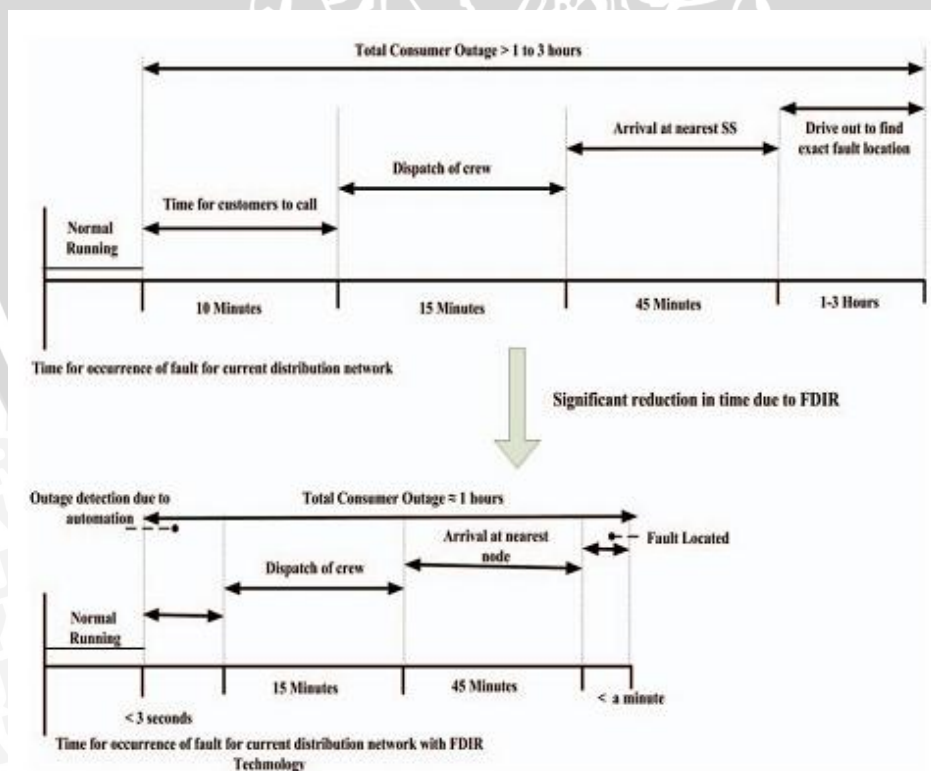 Total Consumer Outage > 1 to 3 hours
Arrival at nearest SS
Drive out to find
exact fault location
Dispatch of crew
Time for customers to call
Normal
Running
10 Minutes
15 Minutes
45 Minutes
1-3 Hours
Time for occurrence of fault for current distribution network
Significant reduction in time due to FDIR
Outage detection due to
automation
Total Consumer Outage ≈ 1 hours
Arrival at nearest
node
Fault Located
Dispatch of crew
Normal
Running
15 Minutes
45 Minutes
< a minute
< 3 seconds
Time for occurrence of fault for current distribution network with FDIR
Technology